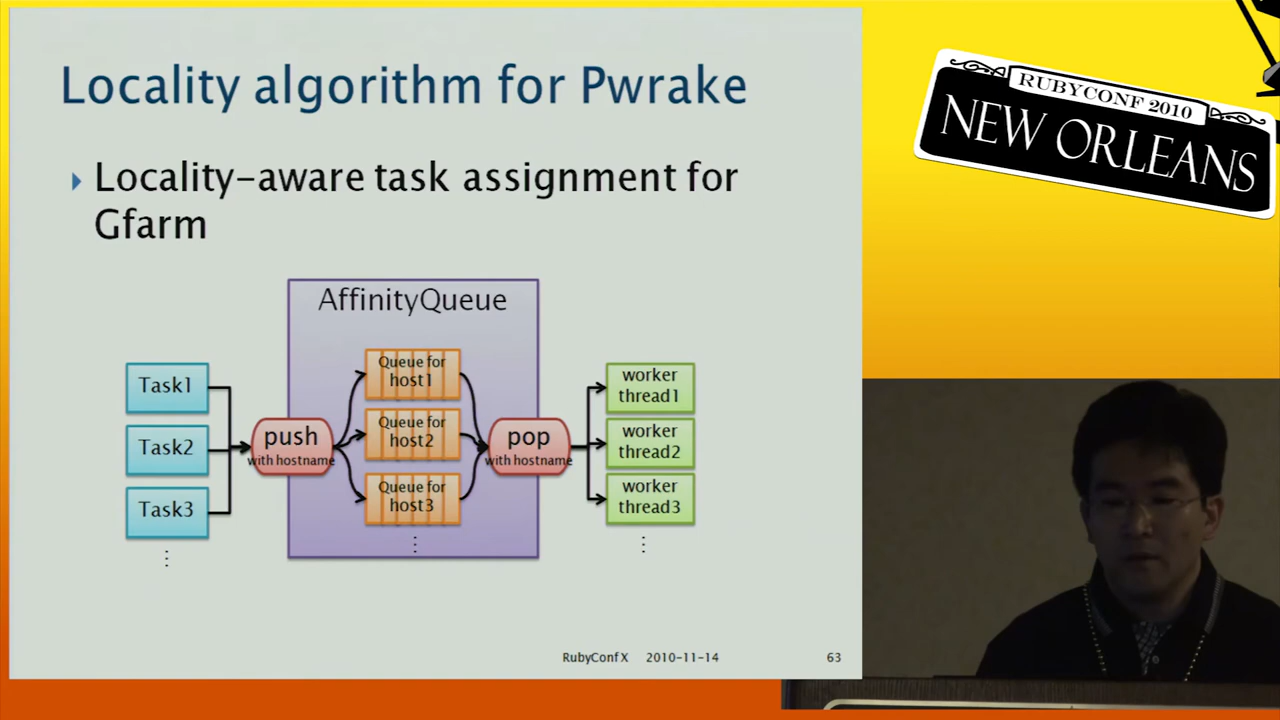 Locality algorithm for Pwrake
Locality-aware task assignment for
Gfarm
AffinityQueue
Task1
Task2
Task3
push
with hostname
Queue for
host1
Queue for
host2
Queue for
host3
pop
with hostname
worker
thread1
worker
thread2
worker
thread3
RubyConf X 2010-11-14 63
RUBYCONF 2010
NEW ORLEANS